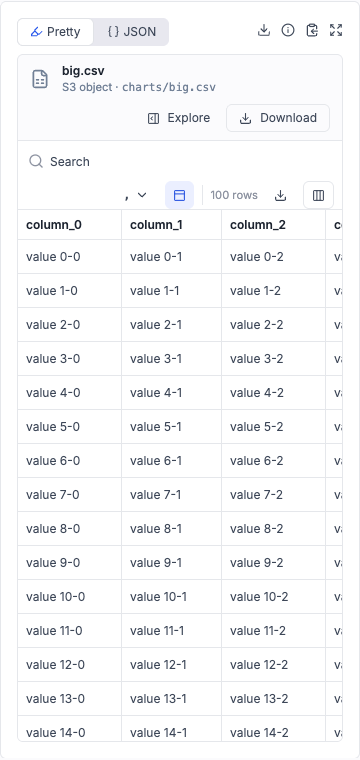 Pretty { } JSON
big.csv
S3 object · charts/big.csv
Explore Download
Search
, 100 rows
column_0 column_1 column_2
value 0-0 value 0-1 value 0-2
value 1-0 value 1-1 value 1-2
value 2-0 value 2-1 value 2-2
value 3-0 value 3-1 value 3-2
value 4-0 value 4-1 value 4-2
value 5-0 value 5-1 value 5-2
value 6-0 value 6-1 value 6-2
value 7-0 value 7-1 value 7-2
value 8-0 value 8-1 value 8-2
value 9-0 value 9-1 value 9-2
value 10-0 value 10-1 value 10-2
value 11-0 value 11-1 value 11-2
value 12-0 value 12-1 value 12-2
value 13-0 value 13-1 value 13-2
value 14-0 value 14-1 value 14-2